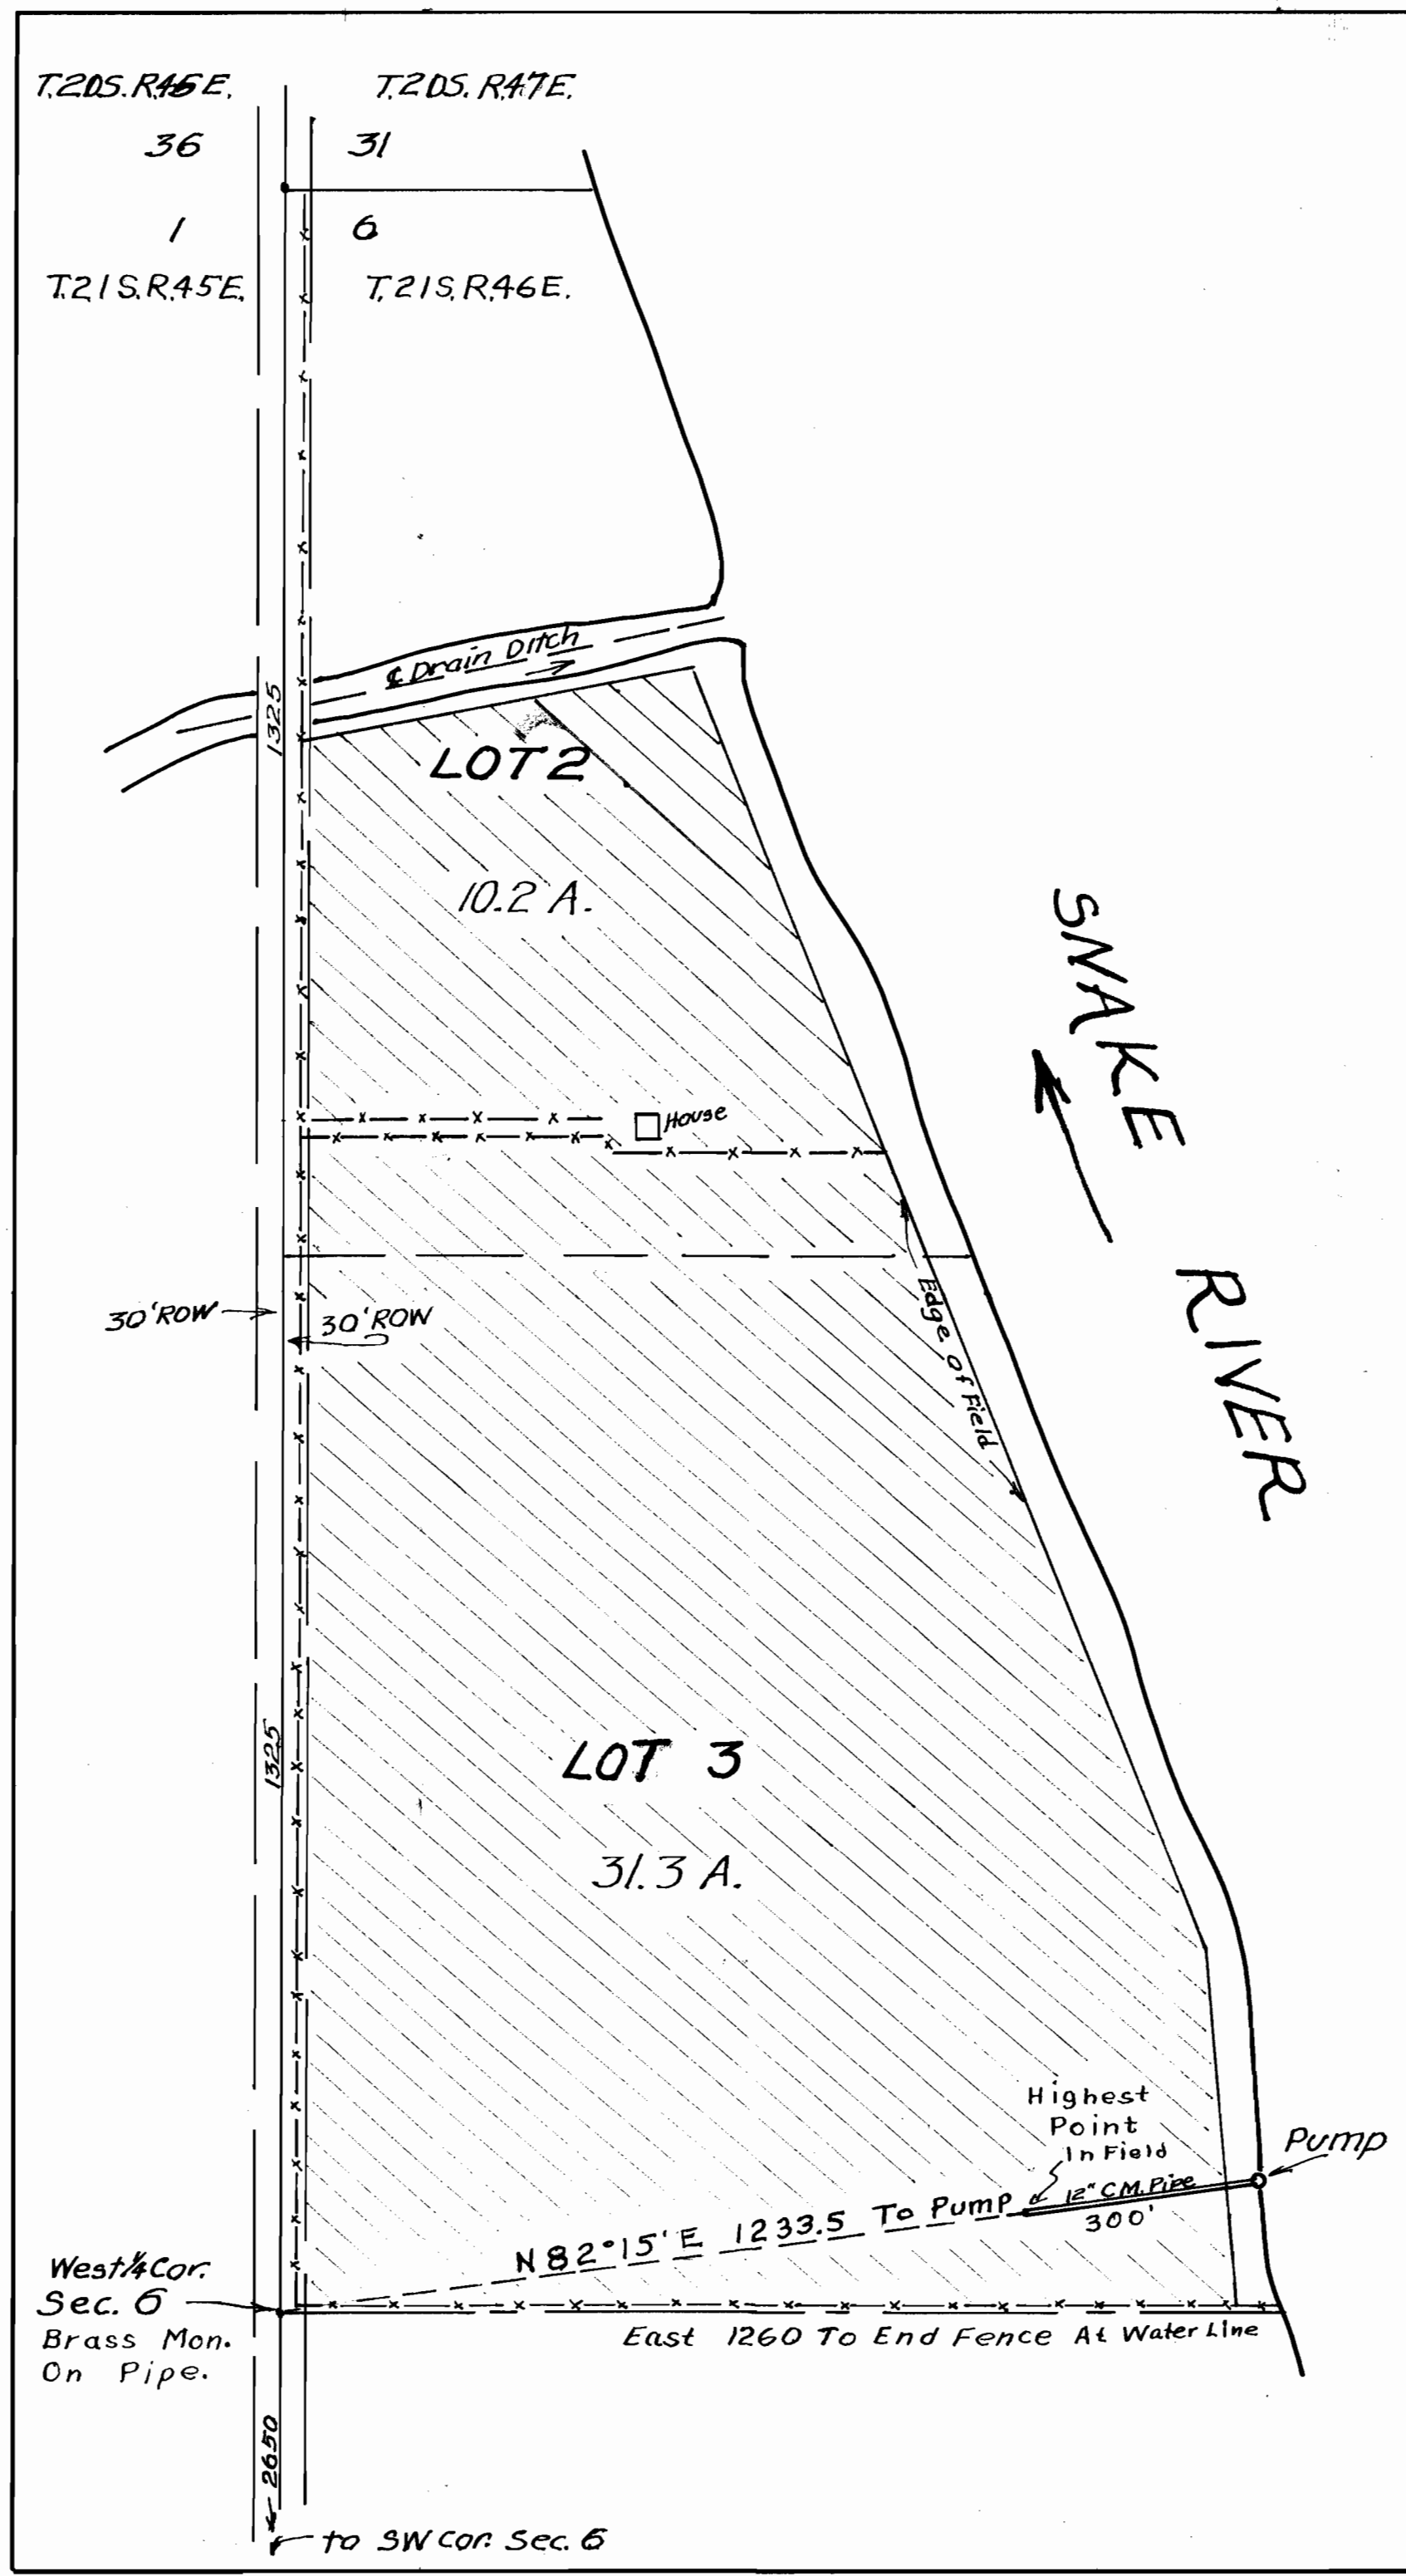 T.20S. R.46E.
T.20S. R.47E.
36
31
1
6
T.21S. R.45E.
T.21S. R.46E.
℄ Drain Ditch
1325
LOT 2
10.2 A.
SNAKE
RIVER
House
Edge of Field
30' ROW
30' ROW
1325
LOT 3
31.3 A.
Highest
Point
In Field
Pump
12" C.M. Pipe
300'
N 82°15' E 1233.5 To Pump
West ¼ Cor.
Sec. 6
Brass Mon.
On Pipe.
East 1260 To End Fence At Water Line
2650
to SW Cor. Sec. 6